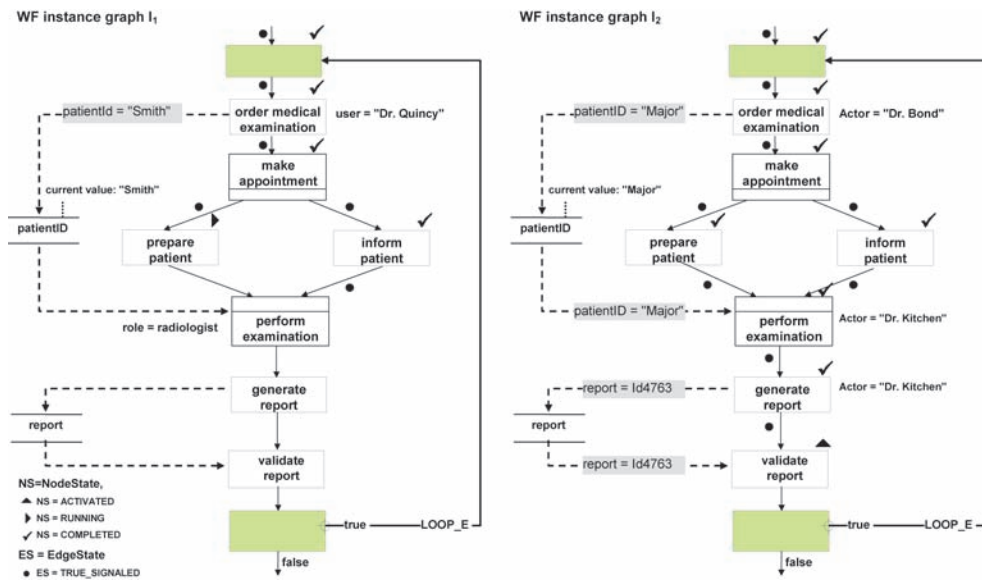 WF instance graph I₁
patientId = "Smith"
order medical
examination
user = "Dr. Quincy"
make
appointment
current value: "Smith"
patientID
prepare
patient
inform
patient
role = radiologist
perform
examination
generate
report
report
validate
report
NS=NodeState,
NS = ACTIVATED
NS = RUNNING
NS = COMPLETED
ES = EdgeState
ES = TRUE_SIGNALED
true
LOOP_E
false
WF instance graph I₂
patientID = "Major"
order medical
examination
Actor = "Dr. Bond"
make
appointment
current value: "Major"
patientID
prepare
patient
inform
patient
patientID = "Major"
perform
examination
Actor = "Dr. Kitchen"
report = Id4763
generate
report
Actor = "Dr. Kitchen"
report
report = Id4763
validate
report
true
LOOP_E
false